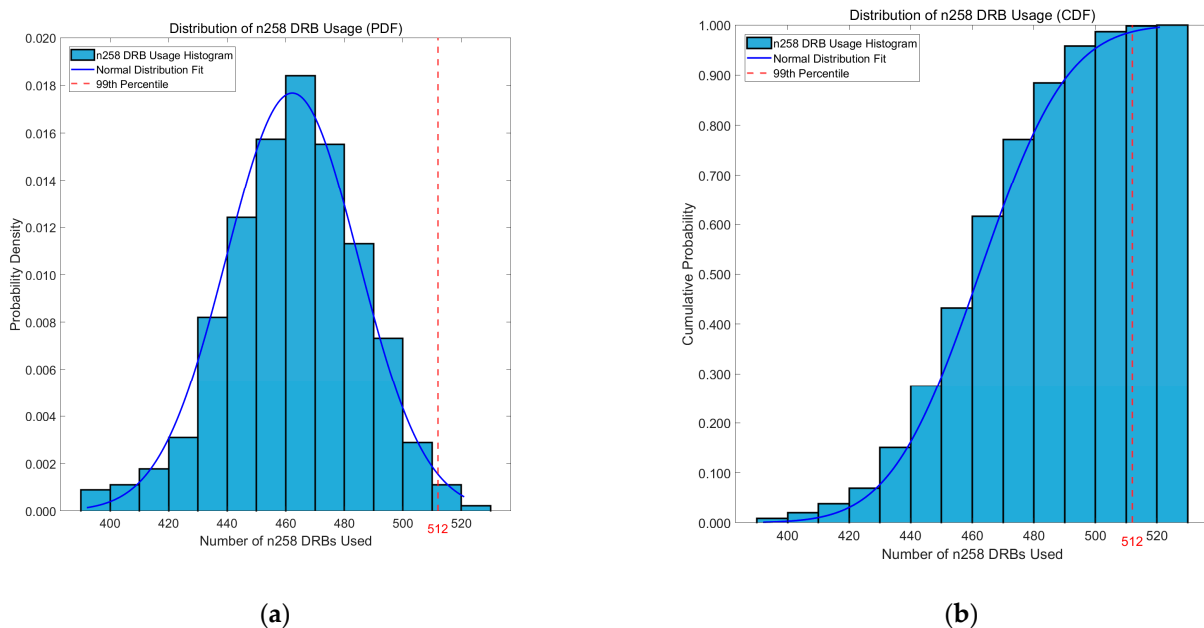 Distribution of n258 DRB Usage (PDF)
n258 DRB Usage Histogram
Normal Distribution Fit
99th Percentile
Probability Density
0.020
0.018
0.016
0.014
0.012
0.010
0.008
0.006
0.004
0.002
0.000
400 420 440 460 480 500 520
512
Number of n258 DRBs Used
(a)
Distribution of n258 DRB Usage (CDF)
n258 DRB Usage Histogram
Normal Distribution Fit
99th Percentile
Cumulative Probability
1.000
0.900
0.800
0.700
0.600
0.500
0.400
0.300
0.200
0.100
0.000
400 420 440 460 480 500 520
512
Number of n258 DRBs Used
(b)